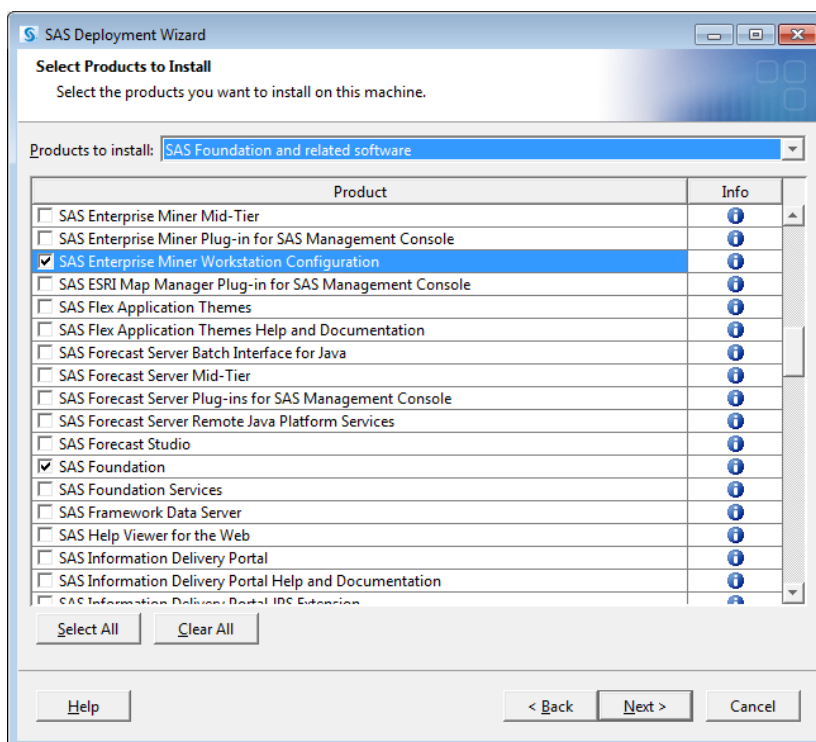 SAS Deployment Wizard
Select Products to Install
Select the products you want to install on this machine.
Products to install: SAS Foundation and related software
Product Info
SAS Enterprise Miner Mid-Tier
SAS Enterprise Miner Plug-in for SAS Management Console
SAS Enterprise Miner Workstation Configuration
SAS ESRI Map Manager Plug-in for SAS Management Console
SAS Flex Application Themes
SAS Flex Application Themes Help and Documentation
SAS Forecast Server Batch Interface for Java
SAS Forecast Server Mid-Tier
SAS Forecast Server Plug-ins for SAS Management Console
SAS Forecast Server Remote Java Platform Services
SAS Forecast Studio
SAS Foundation
SAS Foundation Services
SAS Framework Data Server
SAS Help Viewer for the Web
SAS Information Delivery Portal
SAS Information Delivery Portal Help and Documentation
SAS Information Delivery Portal JPS Extension
Select All Clear All
Help < Back Next > Cancel